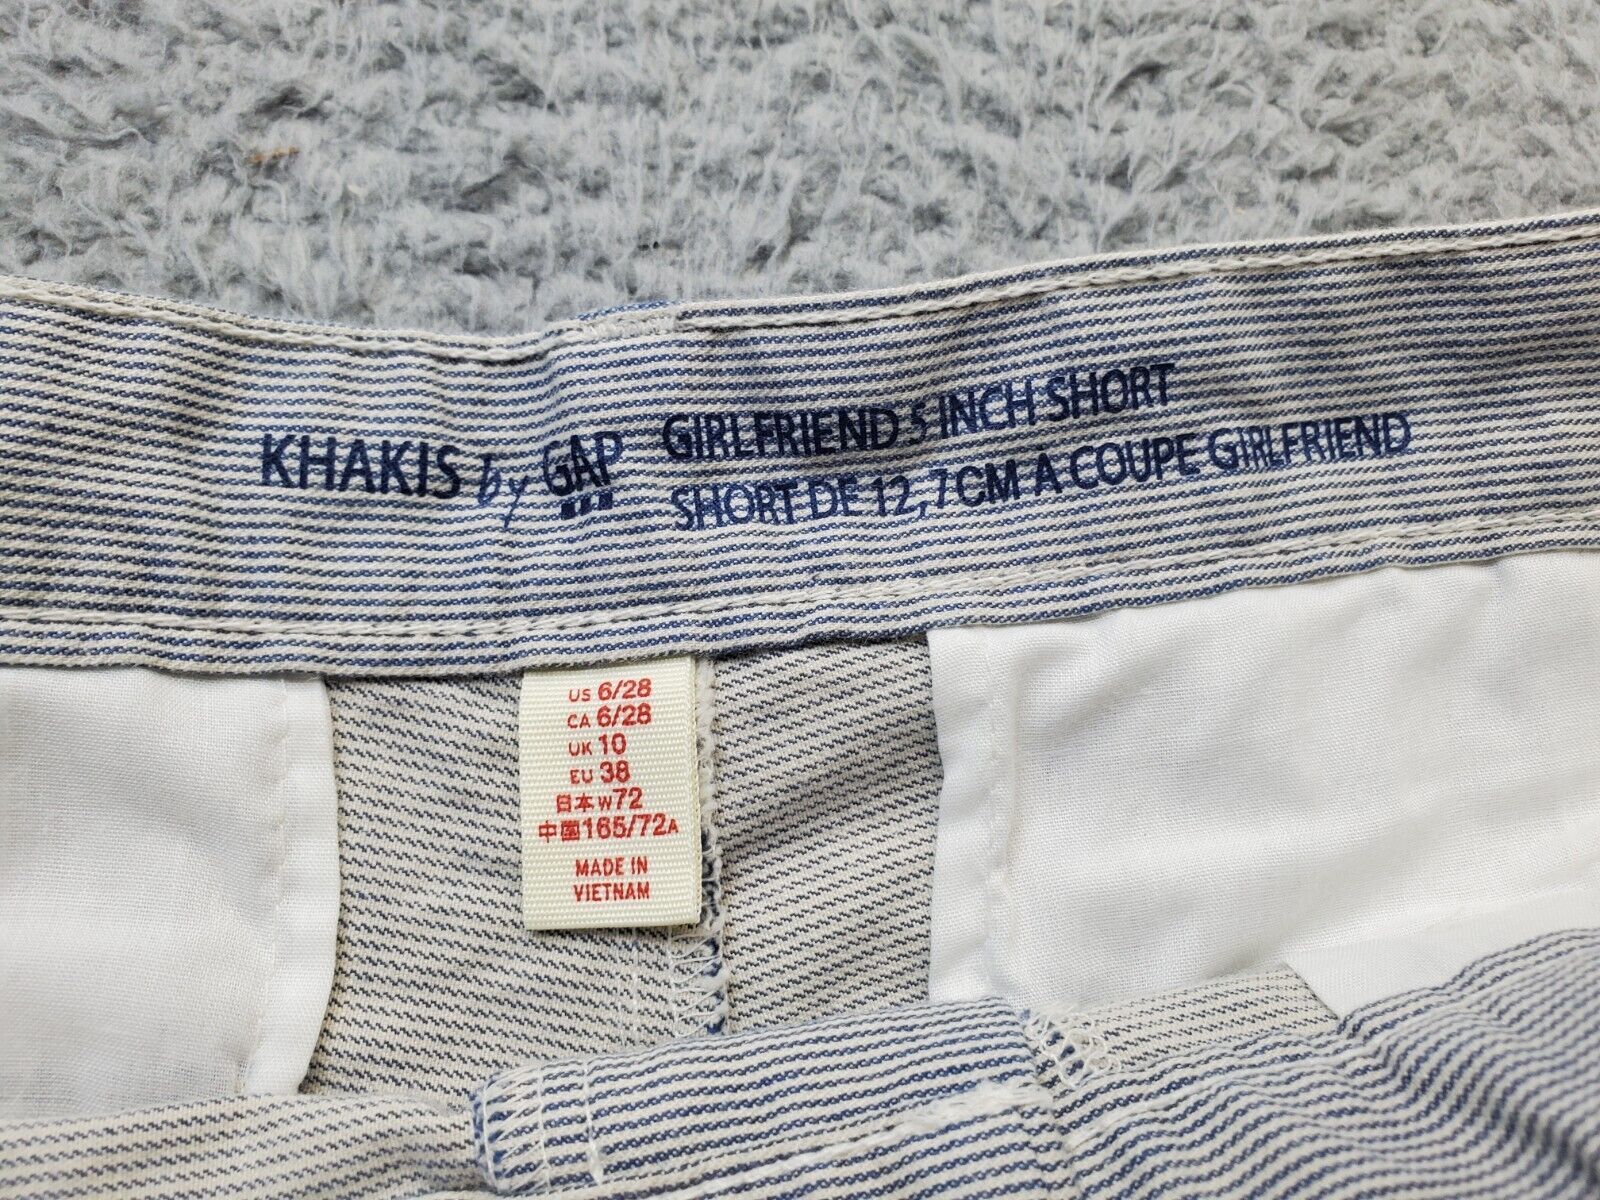 KHAKIS by GAP
GIRLFRIEND 5 INCH SHORT
SHORT DE 12,7CM A COUPE GIRLFRIEND
US 6/28
CA 6/28
UK 10
EU 38
日本 W72
中国 165/72A
MADE IN
VIETNAM